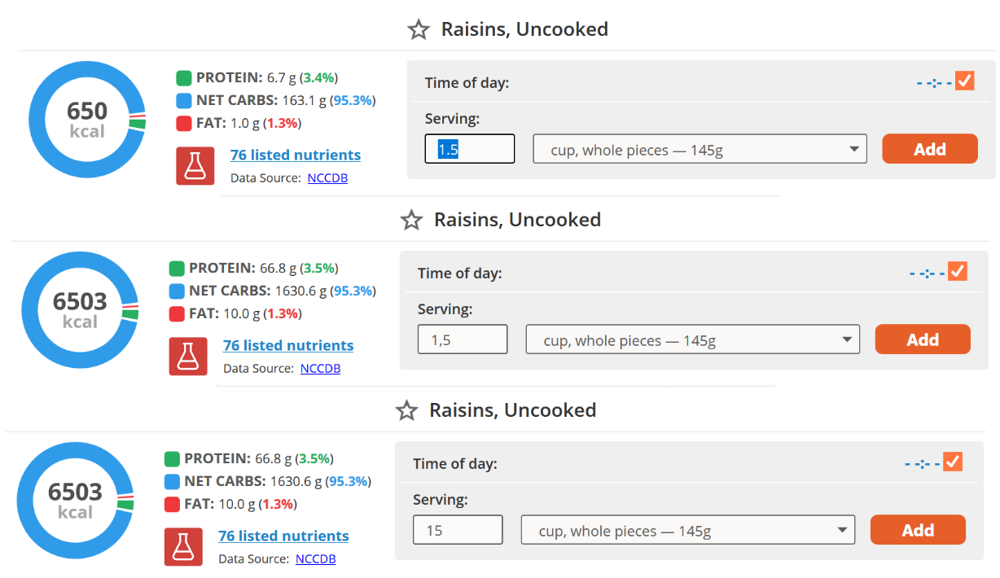 Raisins, Uncooked
650
kcal
PROTEIN: 6.7 g (3.4%)
NET CARBS: 163.1 g (95.3%)
FAT: 1.0 g (1.3%)
76 listed nutrients
Data Source: NCCDB
Time of day:
- -:- -
Serving:
1.5
cup, whole pieces — 145g
Add
Raisins, Uncooked
6503
kcal
PROTEIN: 66.8 g (3.5%)
NET CARBS: 1630.6 g (95.3%)
FAT: 10.0 g (1.3%)
76 listed nutrients
Data Source: NCCDB
Time of day:
- -:- -
Serving:
1,5
cup, whole pieces — 145g
Add
Raisins, Uncooked
6503
kcal
PROTEIN: 66.8 g (3.5%)
NET CARBS: 1630.6 g (95.3%)
FAT: 10.0 g (1.3%)
76 listed nutrients
Data Source: NCCDB
Time of day:
- -:- -
Serving:
15
cup, whole pieces — 145g
Add